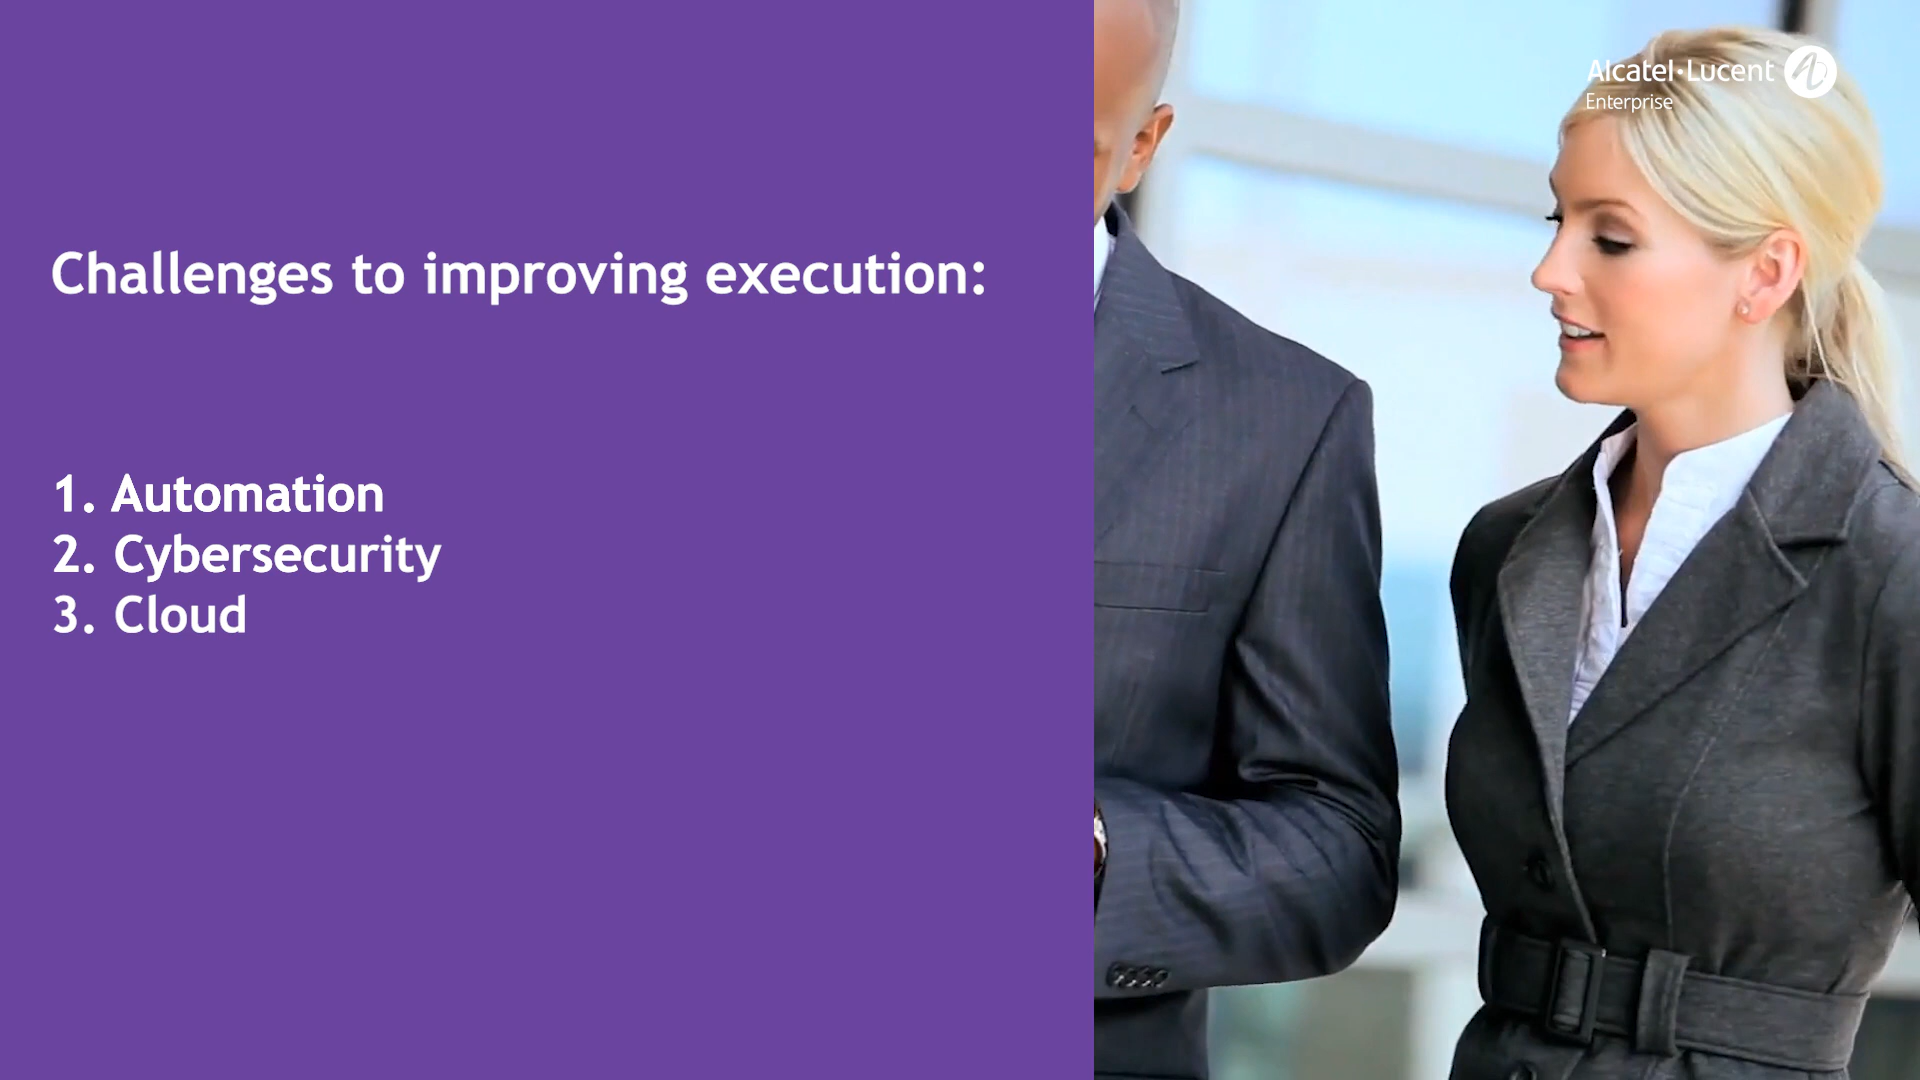 Alcatel·Lucent
Enterprise
Challenges to improving execution:
1. Automation
2. Cybersecurity
3. Cloud